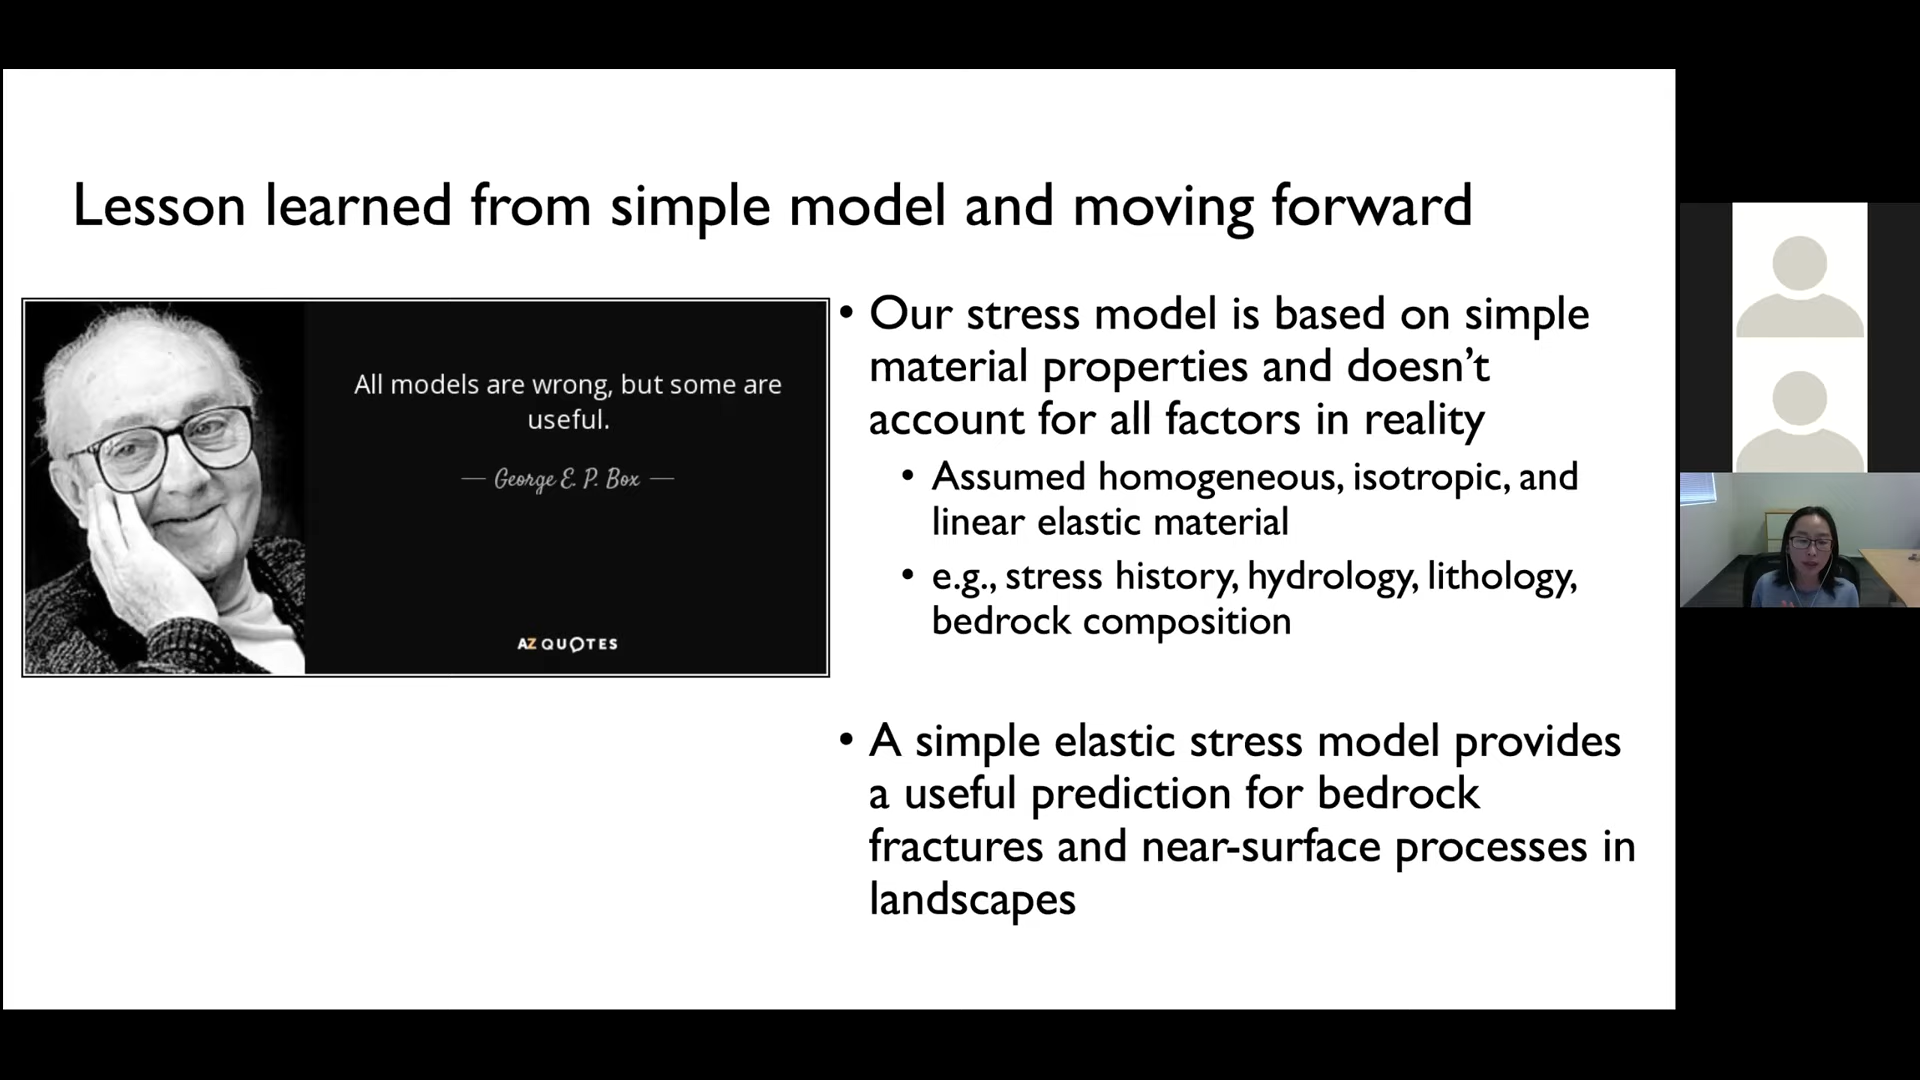 Lesson learned from simple model and moving forward
All models are wrong, but some are
useful.
— George E. P. Box —
AZ QUOTES
• Our stress model is based on simple
material properties and doesn’t
account for all factors in reality
• Assumed homogeneous, isotropic, and
linear elastic material
• e.g., stress history, hydrology, lithology,
bedrock composition
• A simple elastic stress model provides
a useful prediction for bedrock
fractures and near-surface processes in
landscapes